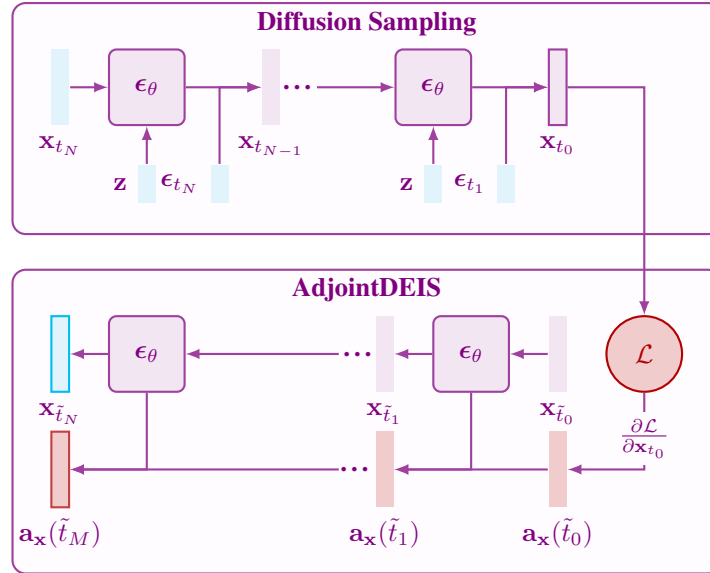 Diffusion Sampling
ϵ_θ ⋯ ϵ_θ
x_{t_N} x_{t_{N−1}} x_{t_0}
z ϵ_{t_N} z ϵ_{t_1}
AdjointDEIS
ϵ_θ ⋯ ϵ_θ ℒ
x_{t̃_N} x_{t̃_1} x_{t̃_0}
∂ℒ/∂x_{t_0}
⋯
a_x(t̃_M) a_x(t̃_1) a_x(t̃_0)